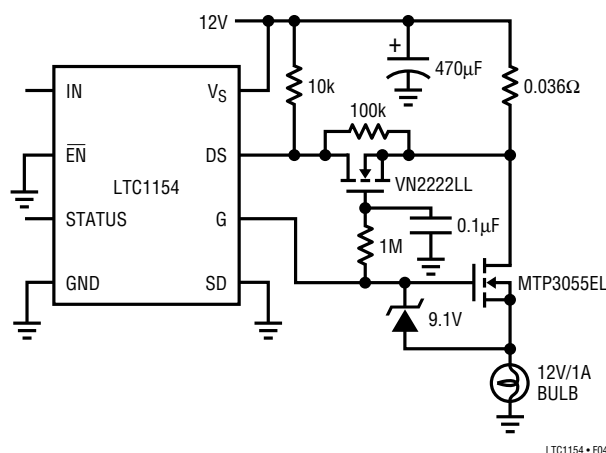 12V
+
470µF
0.036Ω
10k
100k
IN
V_S
EN
DS
LTC1154
VN2222LL
STATUS
G
0.1µF
1M
GND
SD
MTP3055EL
9.1V
12V/1A
BULB
LTC1154 • F04